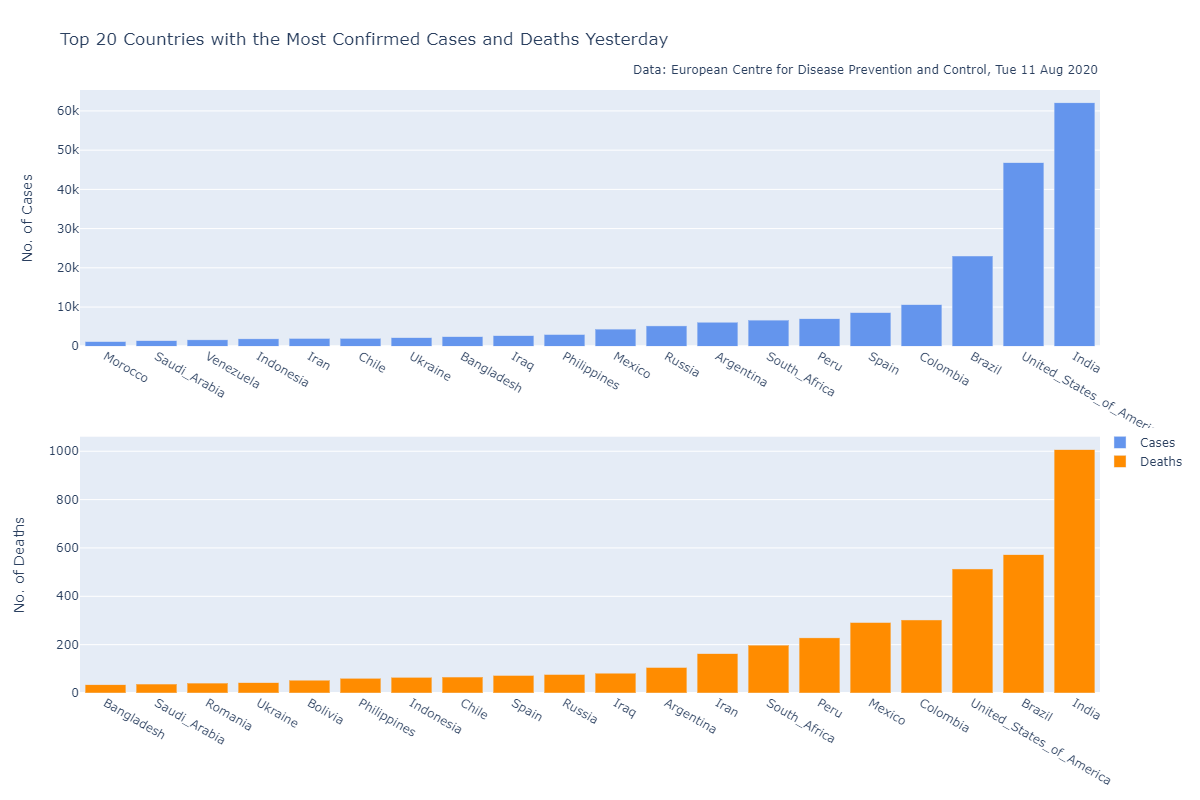 Top 20 Countries with the Most Confirmed Cases and Deaths Yesterday
Data: European Centre for Disease Prevention and Control, Tue 11 Aug 2020
No. of Cases
60k
50k
40k
30k
20k
10k
0
Morocco
Saudi_Arabia
Venezuela
Indonesia
Iran
Chile
Ukraine
Bangladesh
Iraq
Philippines
Mexico
Russia
Argentina
South_Africa
Peru
Spain
Colombia
Brazil
United_States_of_Ameri
India
Cases
Deaths
No. of Deaths
1000
800
600
400
200
0
Bangladesh
Saudi_Arabia
Romania
Ukraine
Bolivia
Philippines
Indonesia
Chile
Spain
Russia
Iraq
Argentina
Iran
South_Africa
Peru
Mexico
Colombia
United_States_of_America
Brazil
India